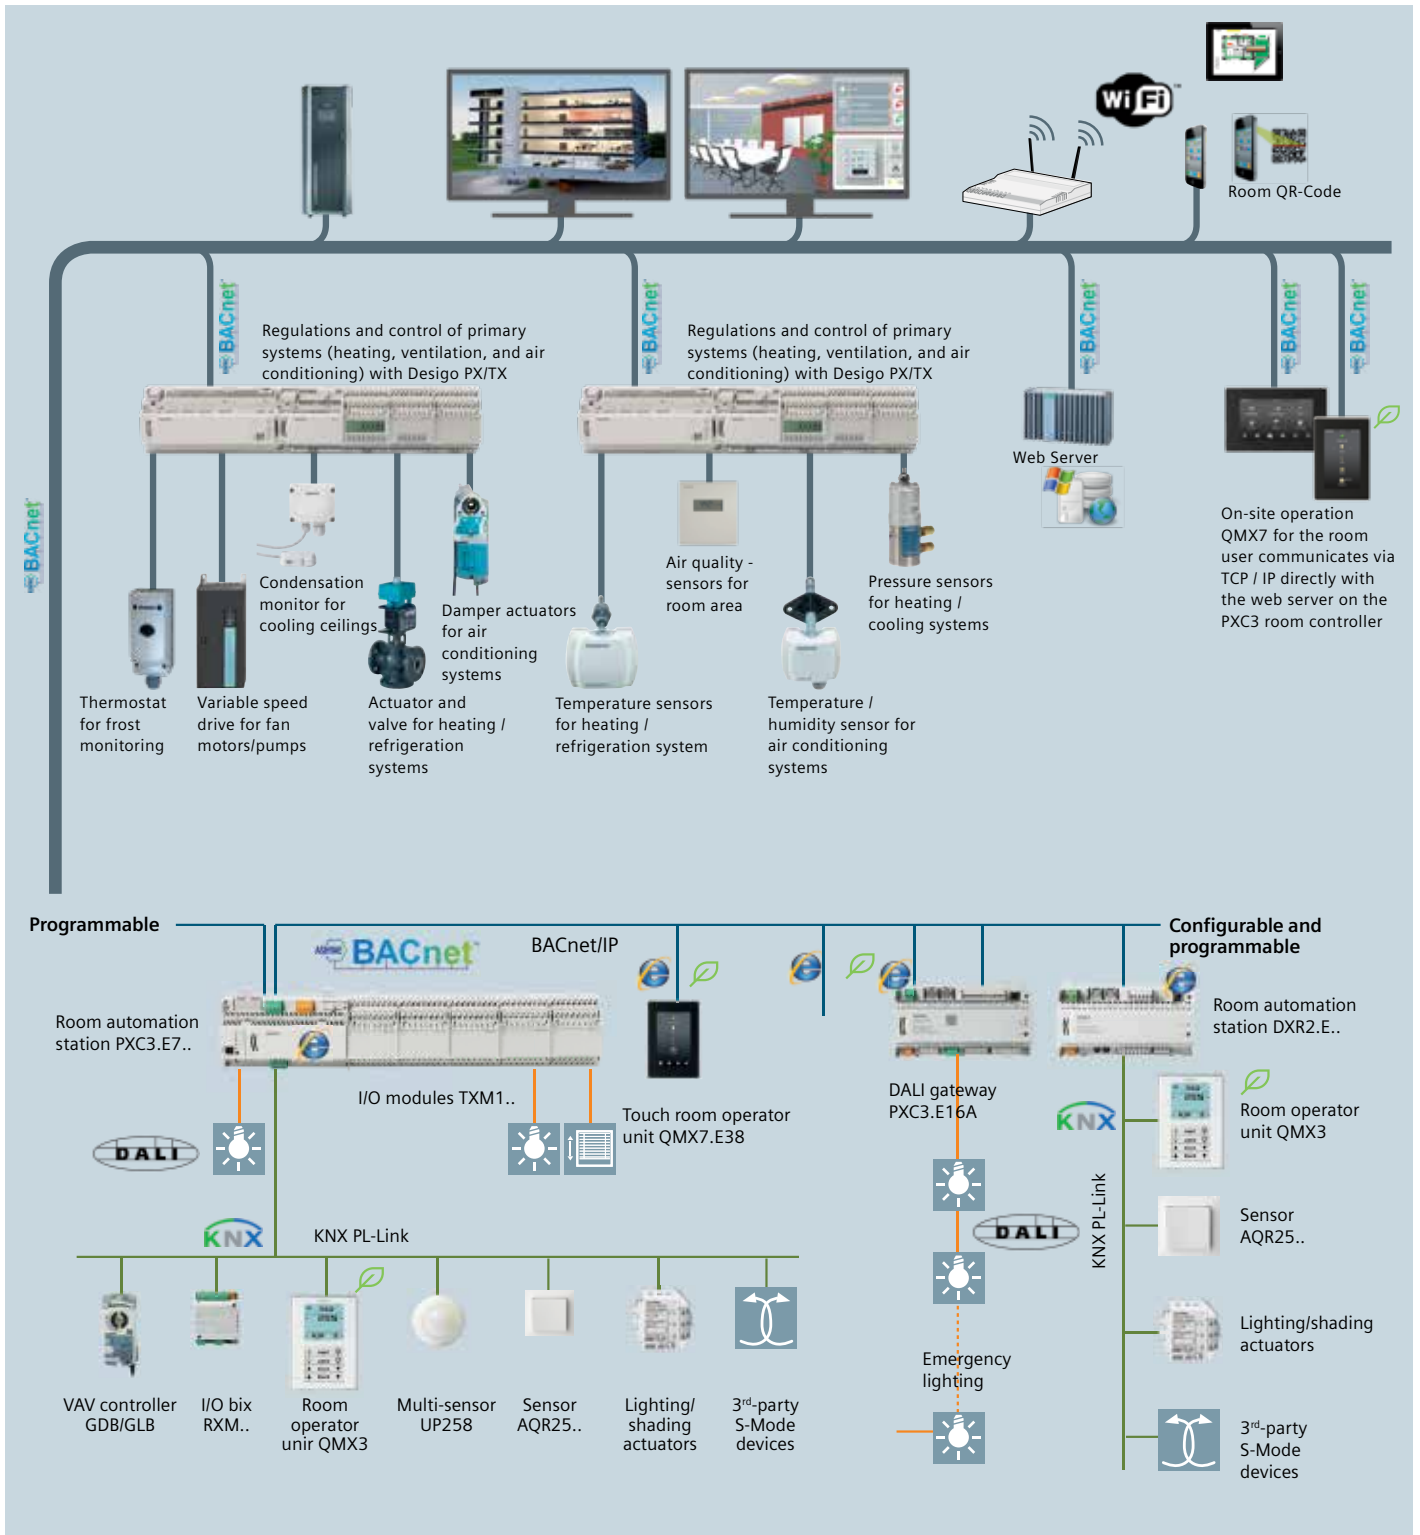 WiFi
Room QR-Code
BACnet
BACnet
BACnet
BACnet
BACnet
Regulations and control of primary
systems (heating, ventilation, and air
conditioning) with Desigo PX/TX
Regulations and control of primary
systems (heating, ventilation, and air
conditioning) with Desigo PX/TX
Web Server
BACnet
On-site operation
QMX7 for the room
user communicates via
TCP / IP directly with
the web server on the
PXC3 room controller
Condensation
monitor for
cooling ceilings
Damper actuators
for air
conditioning
systems
Air quality -
sensors for
room area
Pressure sensors
for heating /
cooling systems
Thermostat
for frost
monitoring
Variable speed
drive for fan
motors/pumps
Actuator and
valve for heating /
refrigeration
systems
Temperature sensors
for heating /
refrigeration system
Temperature /
humidity sensor for
air conditioning
systems
Programmable
Configurable and
programmable
ASHRAE BACnet™
BACnet/IP
Room automation
station PXC3.E7..
I/O modules TXM1..
Touch room operator
unit QMX7.E38
DALI gateway
PXC3.E16A
Room automation
station DXR2.E..
DALI
KNX
Room operator
unit QMX3
KNX
KNX PL-Link
DALI
KNX PL-Link
Sensor
AQR25..
Lighting/shading
actuators
Emergency
lighting
VAV controller
GDB/GLB
I/O bix
RXM..
Room
operator
unir QMX3
Multi-sensor
UP258
Sensor
AQR25..
Lighting/
shading
actuators
3rd-party
S-Mode
devices
3rd-party
S-Mode
devices